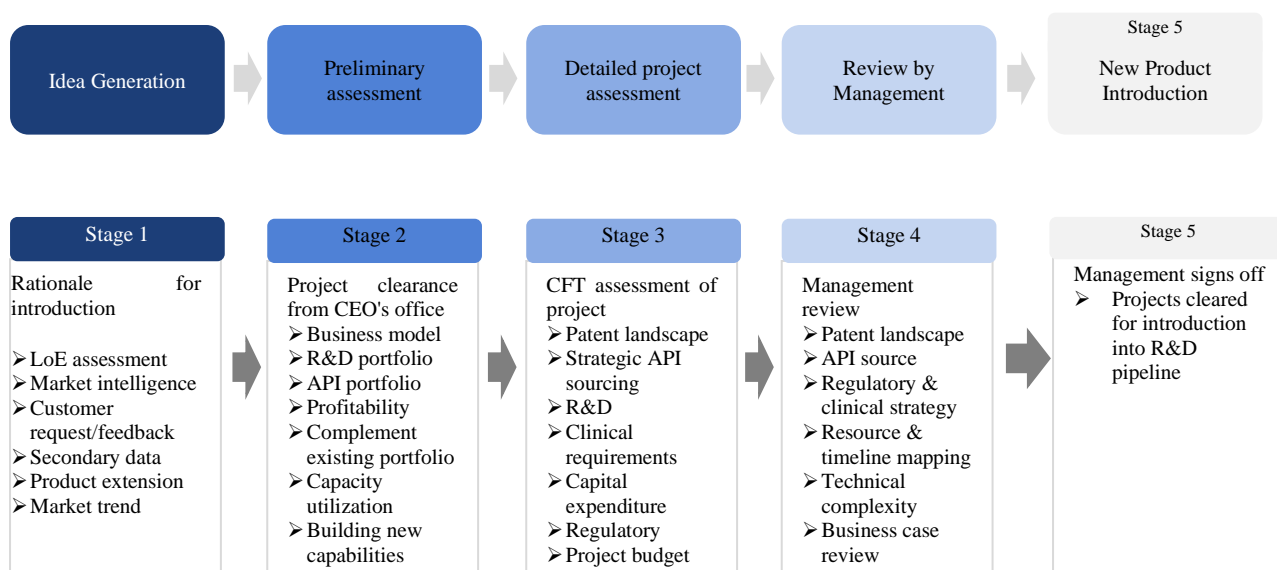 Idea Generation
Preliminary
assessment
Detailed project
assessment
Review by
Management
Stage 5
New Product
Introduction
Stage 1
Rationale for
introduction
➢ LoE assessment
➢ Market intelligence
➢ Customer
request/feedback
➢ Secondary data
➢ Product extension
➢ Market trend
Stage 2
Project clearance
from CEO's office
➢ Business model
➢ R&D portfolio
➢ API portfolio
➢ Profitability
➢ Complement
existing portfolio
➢ Capacity
utilization
➢ Building new
capabilities
Stage 3
CFT assessment of
project
➢ Patent landscape
➢ Strategic API
sourcing
➢ R&D
➢ Clinical
requirements
➢ Capital
expenditure
➢ Regulatory
➢ Project budget
Stage 4
Management
review
➢ Patent landscape
➢ API source
➢ Regulatory &
clinical strategy
➢ Resource &
timeline mapping
➢ Technical
complexity
➢ Business case
review
Stage 5
Management signs off
➢ Projects cleared
for introduction
into R&D
pipeline